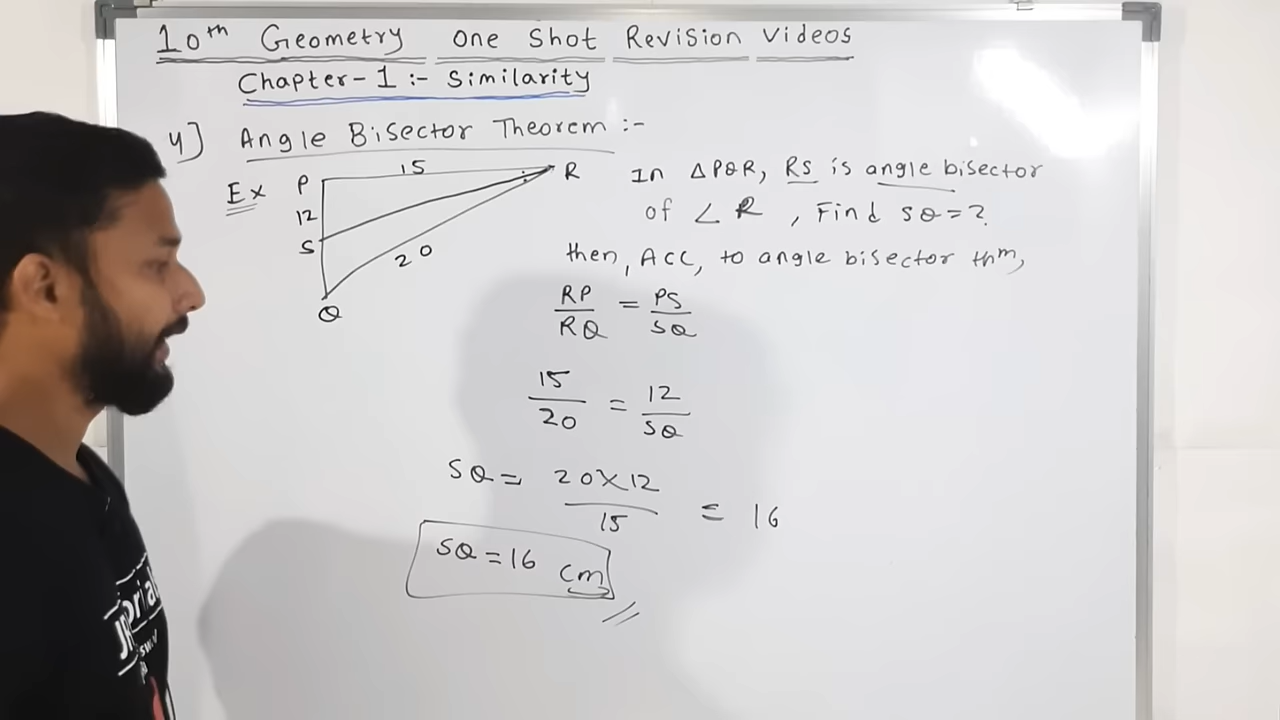 10th Geometry one shot Revision Videos
Chapter-1 :- Similarity
4] Angle Bisector Theorem :-
Ex
P 15 R
12
S
20
Q
In ΔPQR, RS is angle bisector
of ∠R, Find SQ=?
then, ACC, to angle bisector thm,
RP/RQ = PS/SQ
15/20 = 12/SQ
SQ = 20×12/15 = 16
SQ = 16 cm